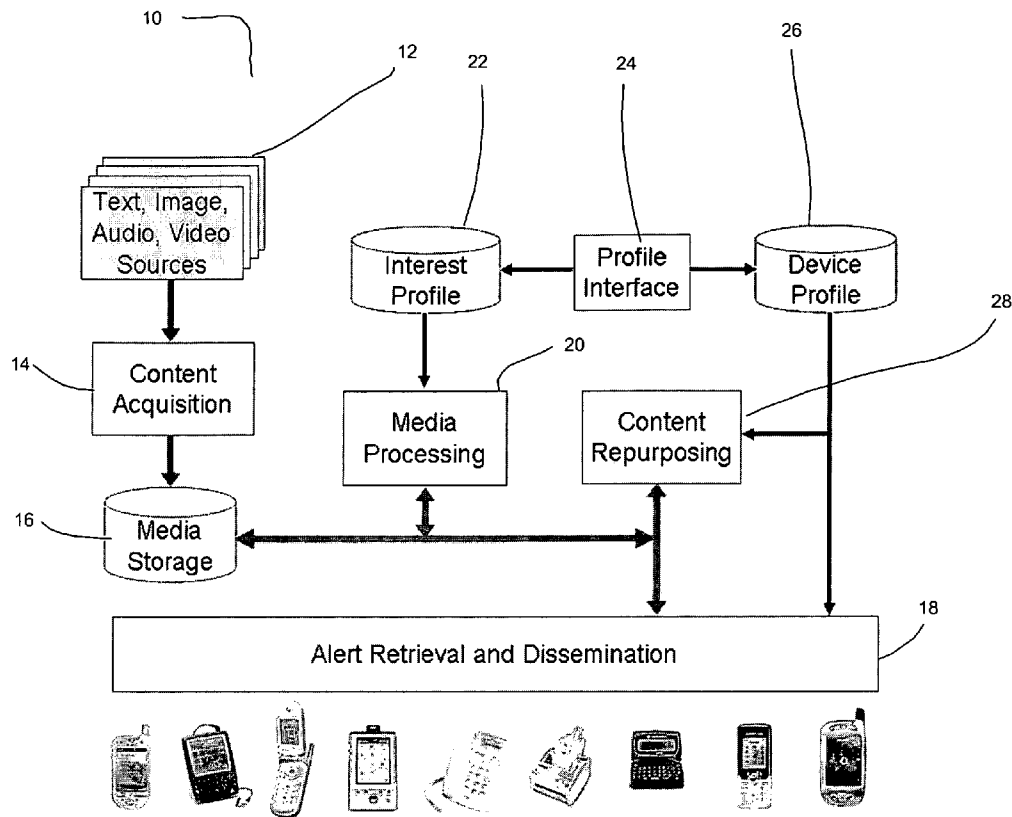 10
12
22
24
26
Text, Image,
Audio, Video
Sources
Interest
Profile
Profile
Interface
Device
Profile
28
14
Content
Acquisition
20
Media
Processing
Content
Repurposing
16
Media
Storage
18
Alert Retrieval and Dissemination